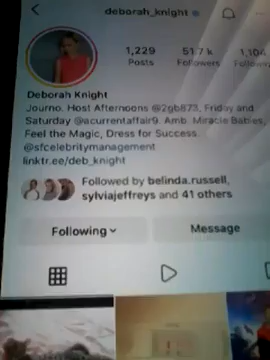 deborah_knight
1,229
51.7k
1,104
Posts
Followers
Deborah Knight
Journo. Host Afternoons @2gb873, Friday and
Saturday @acurrentaffair9. Amb. Miracle Babies,
Feel the Magic, Dress for Success.
@sfcelebritymanagement
linktr.ee/deb_knight
Followed by belinda.russell,
sylviajeffreys and 41 others
Following
Message